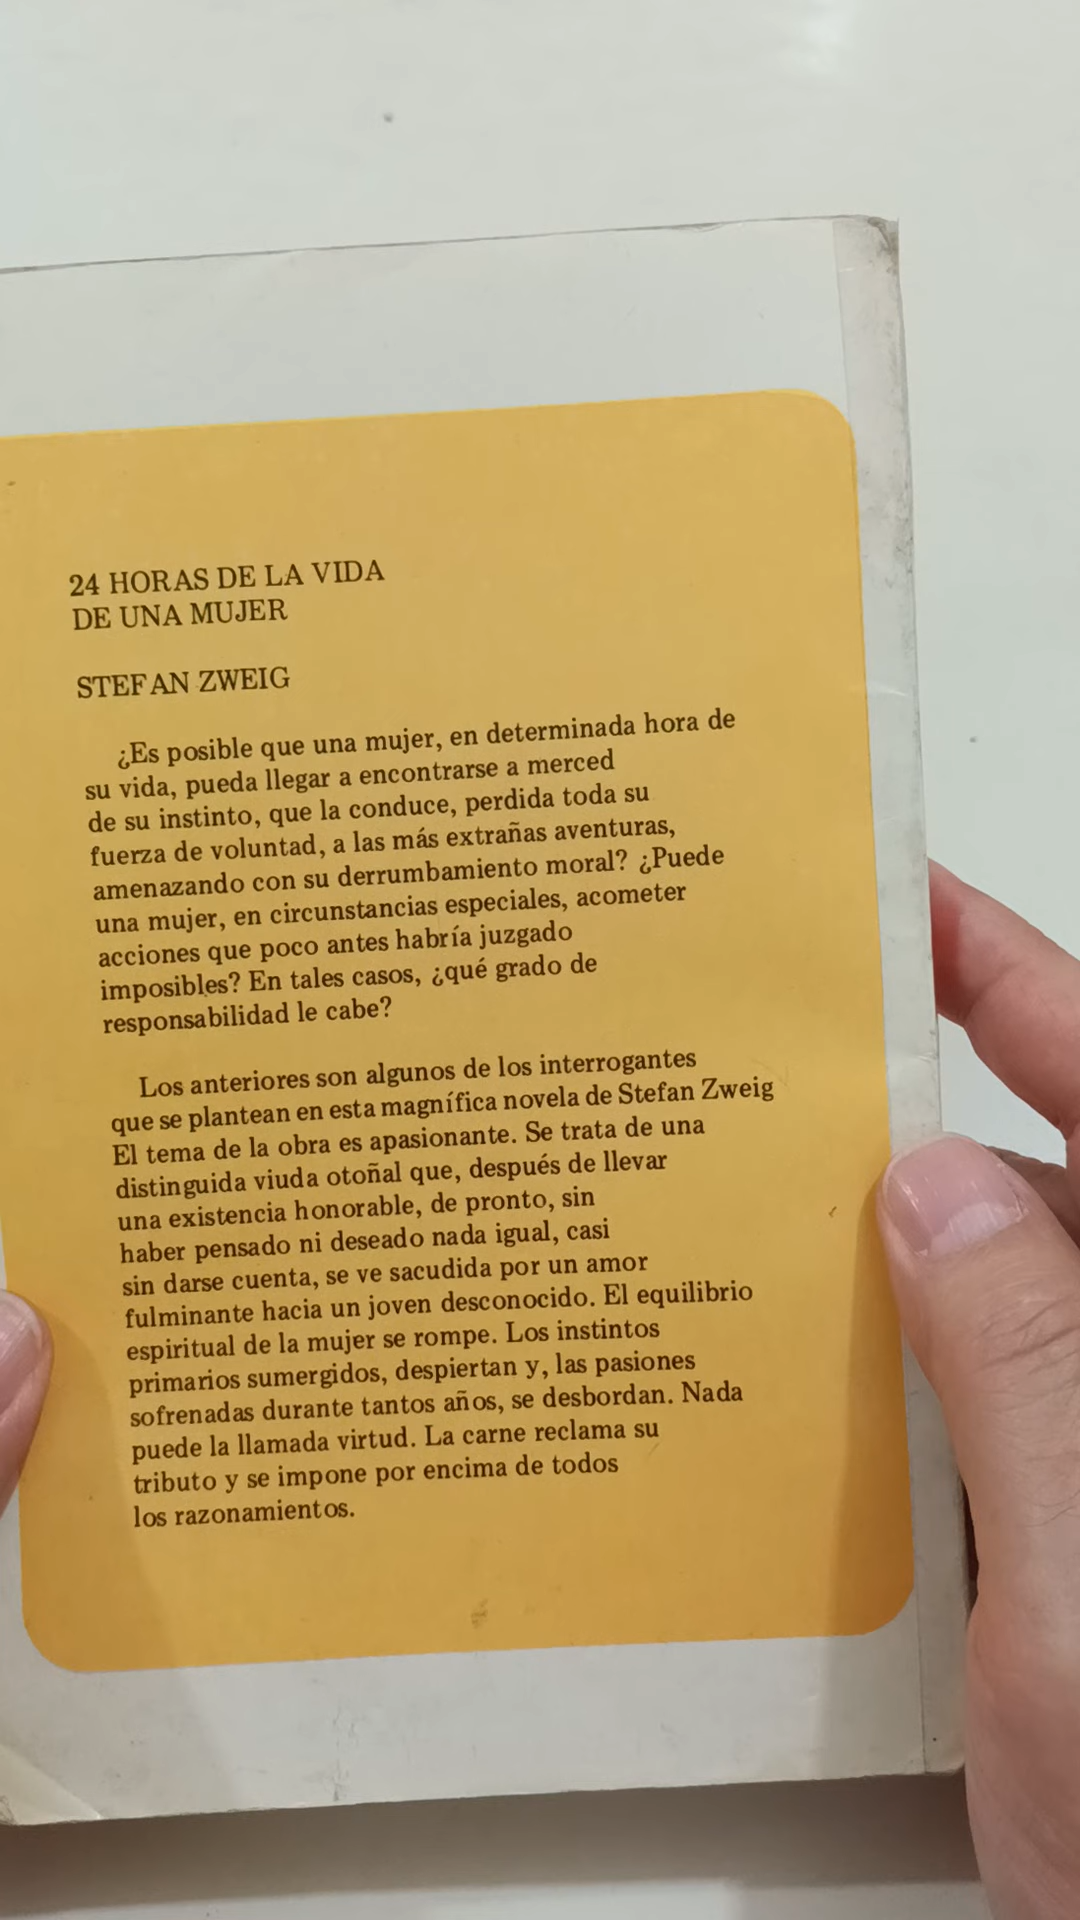 24 HORAS DE LA VIDA
DE UNA MUJER
STEFAN ZWEIG
¿Es posible que una mujer, en determinada hora de
su vida, pueda llegar a encontrarse a merced
de su instinto, que la conduce, perdida toda su
fuerza de voluntad, a las más extrañas aventuras,
amenazando con su derrumbamiento moral? ¿Puede
una mujer, en circunstancias especiales, acometer
acciones que poco antes habría juzgado
imposibles? En tales casos, ¿qué grado de
responsabilidad le cabe?
Los anteriores son algunos de los interrogantes
que se plantean en esta magnífica novela de Stefan Zweig
El tema de la obra es apasionante. Se trata de una
distinguida viuda otoñal que, después de llevar
una existencia honorable, de pronto, sin
haber pensado ni deseado nada igual, casi
sin darse cuenta, se ve sacudida por un amor
fulminante hacia un joven desconocido. El equilibrio
espiritual de la mujer se rompe. Los instintos
primarios sumergidos, despiertan y, las pasiones
sofrenadas durante tantos años, se desbordan. Nada
puede la llamada virtud. La carne reclama su
tributo y se impone por encima de todos
los razonamientos.